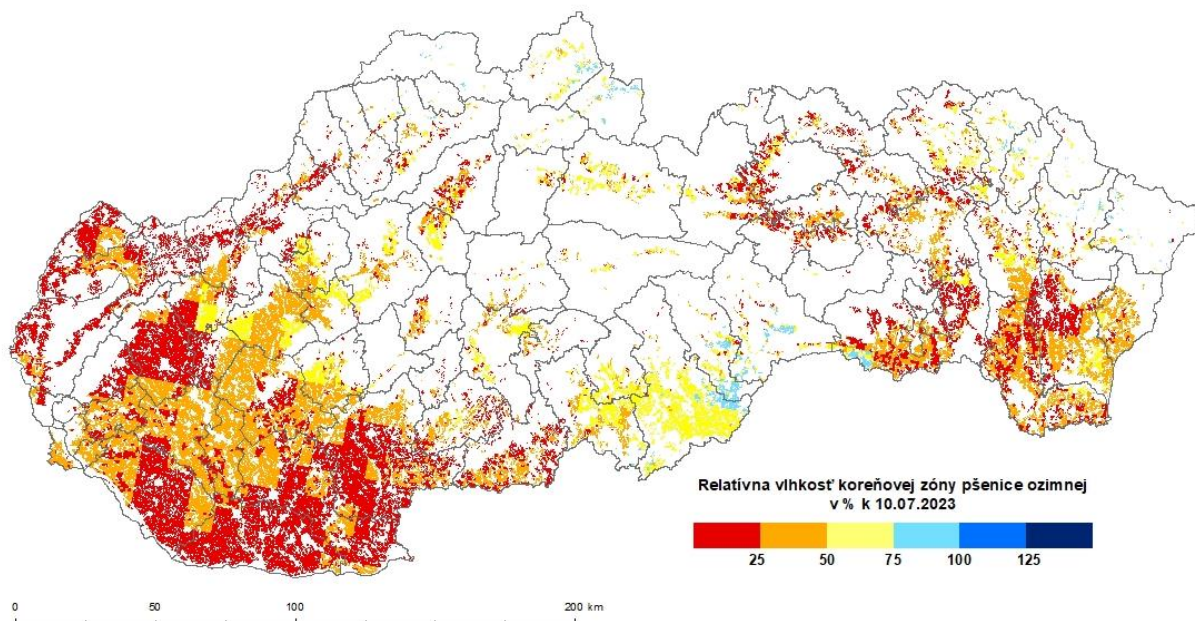 Relatívna vlhkosť koreňovej zóny pšenice ozimnej
v % k 10.07.2023
25 50 75 100 125
0 50 100 200 km